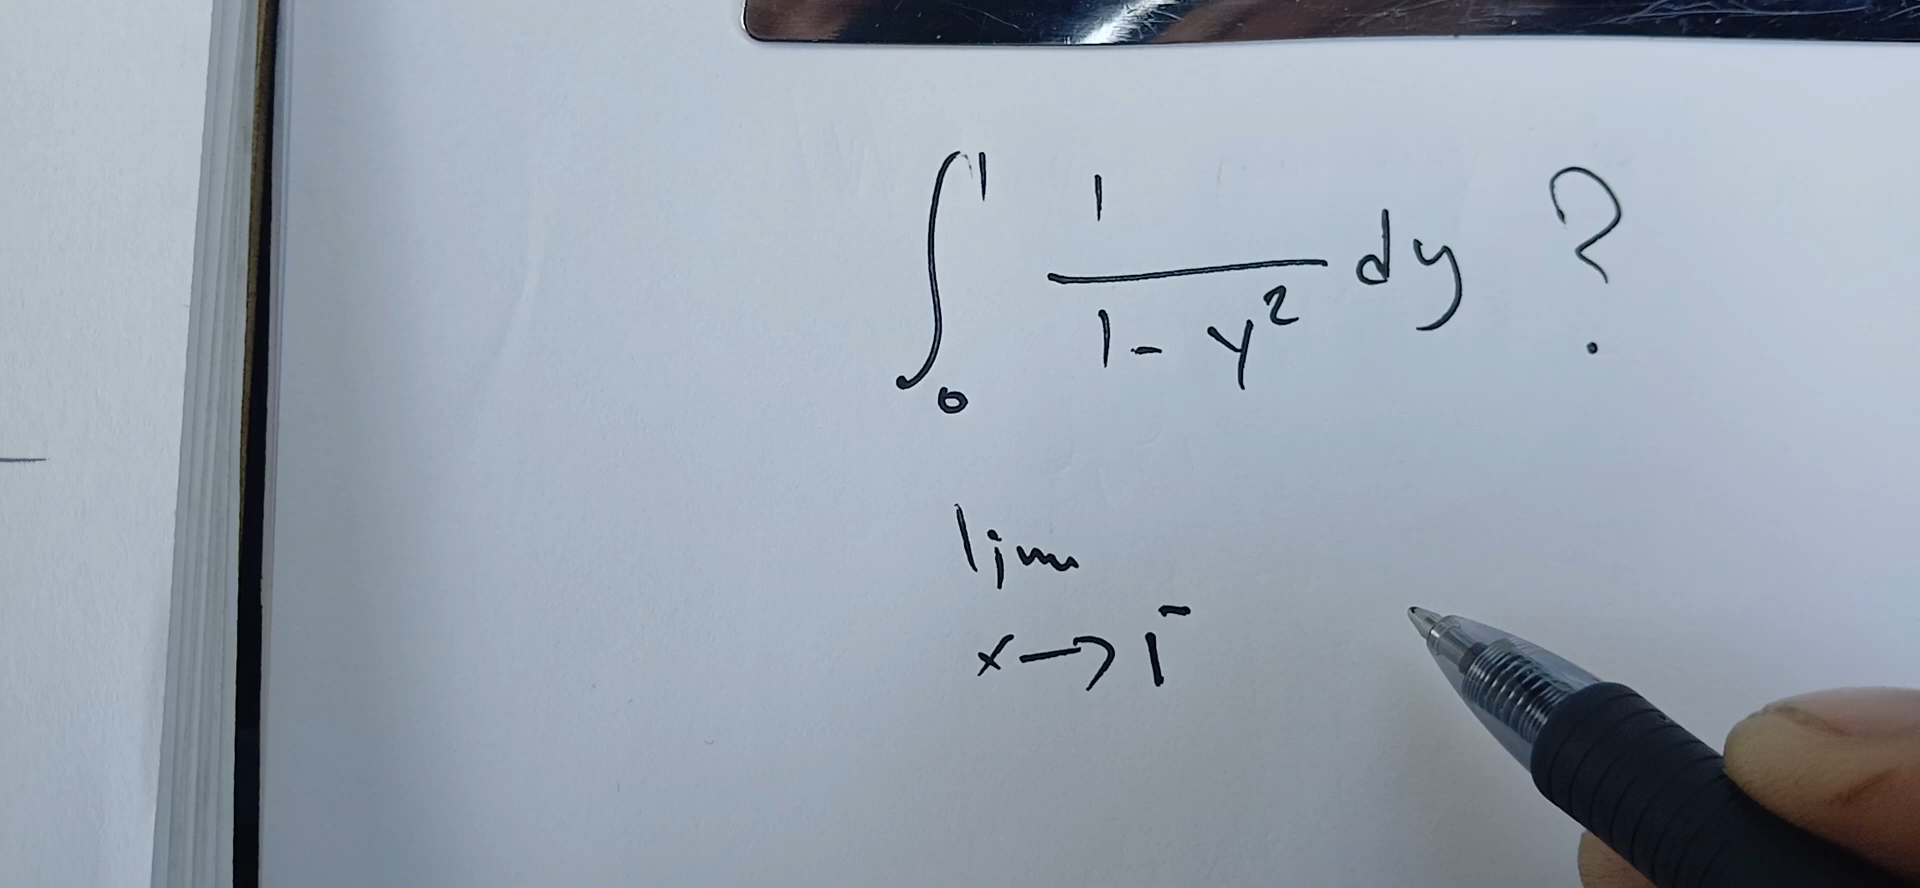 ∫₀¹ 1/(1-y²) dy ?
lim
x→1⁻